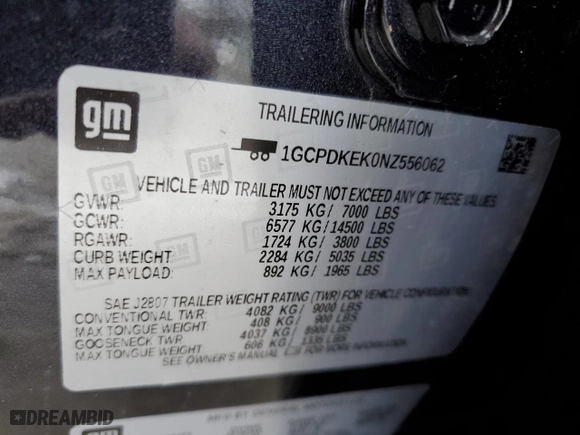 gm
TRAILERING INFORMATION
1GCPDKEK0NZ556062
VEHICLE AND TRAILER MUST NOT EXCEED ANY OF THESE VALUES
GVWR: 3175 KG/ 7000 LBS
GCWR: 6577 KG/14500 LBS
RGAWR: 1724 KG/ 3800 LBS
CURB WEIGHT: 2284 KG/ 5035 LBS
MAX PAYLOAD: 892 KG/ 1965 LBS
SAE J2807 TRAILER WEIGHT RATING (TWR) FOR VEHICLE CONFIGURATION.
CONVENTIONAL TWR: 4082 KG/ 9000 LBS
MAX TONGUE WEIGHT: 408 KG/ 900 LBS
GOOSENECK TWR: 4037 KG/ 8900 LBS
MAX TONGUE WEIGHT: 606 KG/ 1335 LBS
SEE OWNER'S MANUAL FOR MORE INFORMATION
gm
DREAMBID